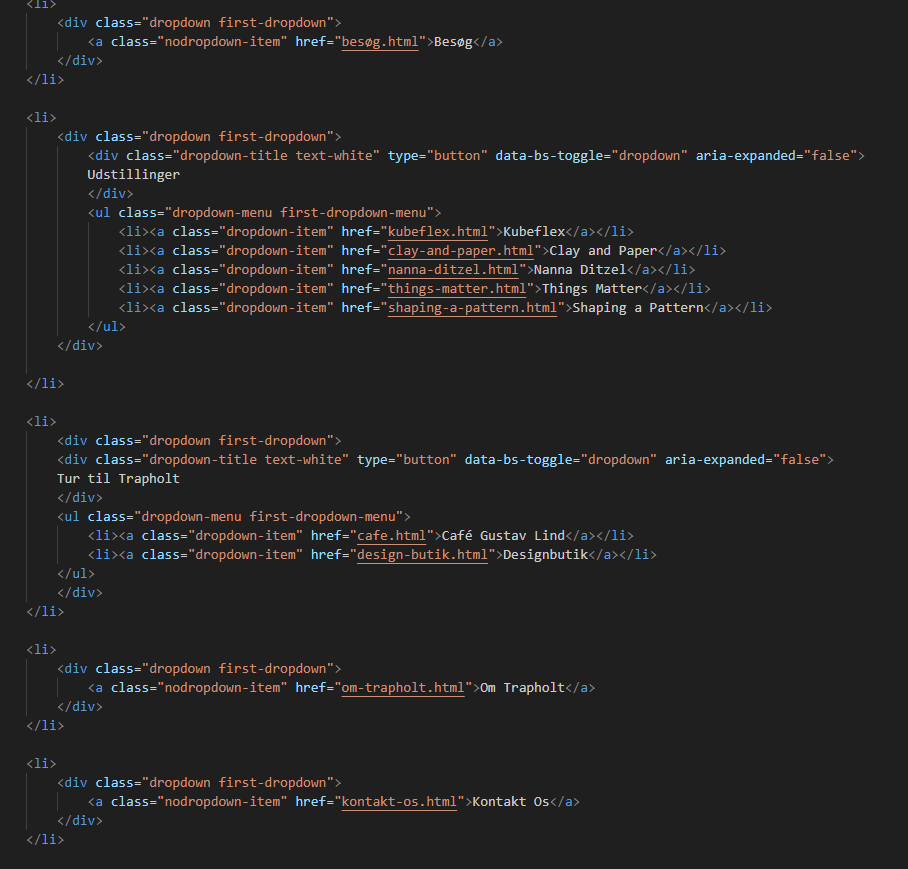 <li>
<div class="dropdown first-dropdown">
<a class="nodropdown-item" href="besøg.html">Besøg</a>
</div>
</li>
<li>
<div class="dropdown first-dropdown">
<div class="dropdown-title text-white" type="button" data-bs-toggle="dropdown" aria-expanded="false">
Udstillinger
</div>
<ul class="dropdown-menu first-dropdown-menu">
<li><a class="dropdown-item" href="kubeflex.html">Kubeflex</a></li>
<li><a class="dropdown-item" href="clay-and-paper.html">Clay and Paper</a></li>
<li><a class="dropdown-item" href="nanna-ditzel.html">Nanna Ditzel</a></li>
<li><a class="dropdown-item" href="things-matter.html">Things Matter</a></li>
<li><a class="dropdown-item" href="shaping-a-pattern.html">Shaping a Pattern</a></li>
</ul>
</div>
</li>
<li>
<div class="dropdown first-dropdown">
<div class="dropdown-title text-white" type="button" data-bs-toggle="dropdown" aria-expanded="false">
Tur til Trapholt
</div>
<ul class="dropdown-menu first-dropdown-menu">
<li><a class="dropdown-item" href="cafe.html">Café Gustav Lind</a></li>
<li><a class="dropdown-item" href="design-butik.html">Designbutik</a></li>
</ul>
</div>
</li>
<li>
<div class="dropdown first-dropdown">
<a class="nodropdown-item" href="om-trapholt.html">Om Trapholt</a>
</div>
</li>
<li>
<div class="dropdown first-dropdown">
<a class="nodropdown-item" href="kontakt-os.html">Kontakt Os</a>
</div>
</li>